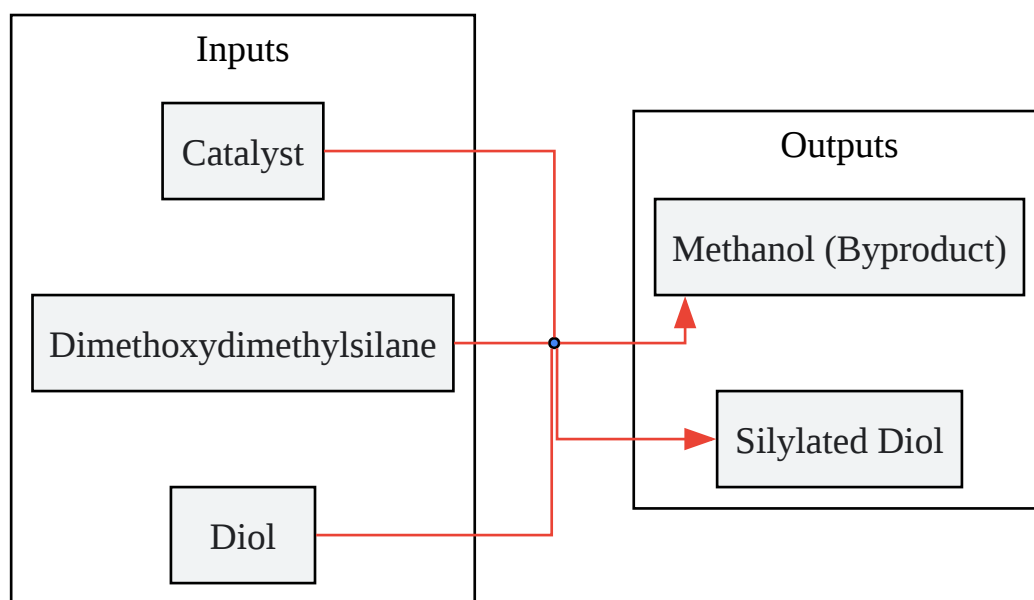 Inputs
Catalyst
Dimethoxydimethylsilane
Diol
Outputs
Methanol (Byproduct)
Silylated Diol